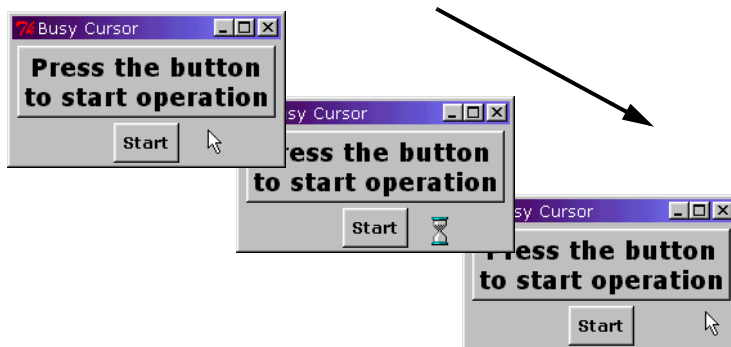 Busy Cursor
Press the button
to start operation
Start
sy Cursor
ress the button
to start operation
Start
sy Cursor
ress the button
to start operation
Start